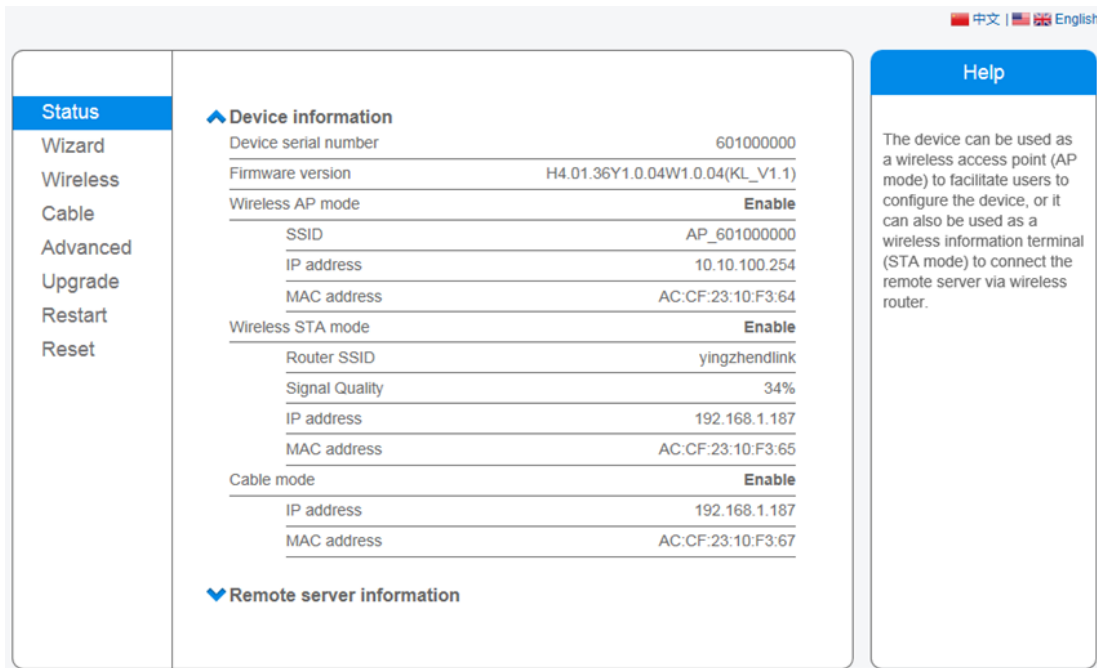 中文 | English
Help
Status
Wizard
Wireless
Cable
Advanced
Upgrade
Restart
Reset
Device information
Device serial number 601000000
Firmware version H4.01.36Y1.0.04W1.0.04(KL_V1.1)
Wireless AP mode Enable
SSID AP_601000000
IP address 10.10.100.254
MAC address AC:CF:23:10:F3:64
Wireless STA mode Enable
Router SSID yingzhendlink
Signal Quality 34%
IP address 192.168.1.187
MAC address AC:CF:23:10:F3:65
Cable mode Enable
IP address 192.168.1.187
MAC address AC:CF:23:10:F3:67
Remote server information
The device can be used as
a wireless access point (AP
mode) to facilitate users to
configure the device, or it
can also be used as a
wireless information terminal
(STA mode) to connect the
remote server via wireless
router.